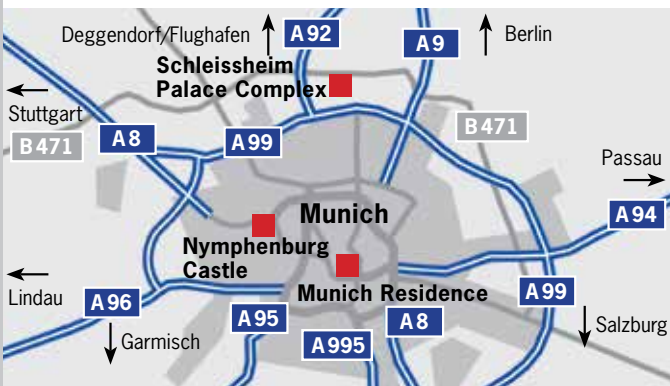 Deggendorf/Flughafen
A92
A9
Berlin
Schleissheim
Palace Complex
Stuttgart
B471
A8
A99
B471
Passau
A94
Munich
Nymphenburg
Castle
Munich Residence
Lindau
A96
A95
A8
A99
Garmisch
A995
Salzburg